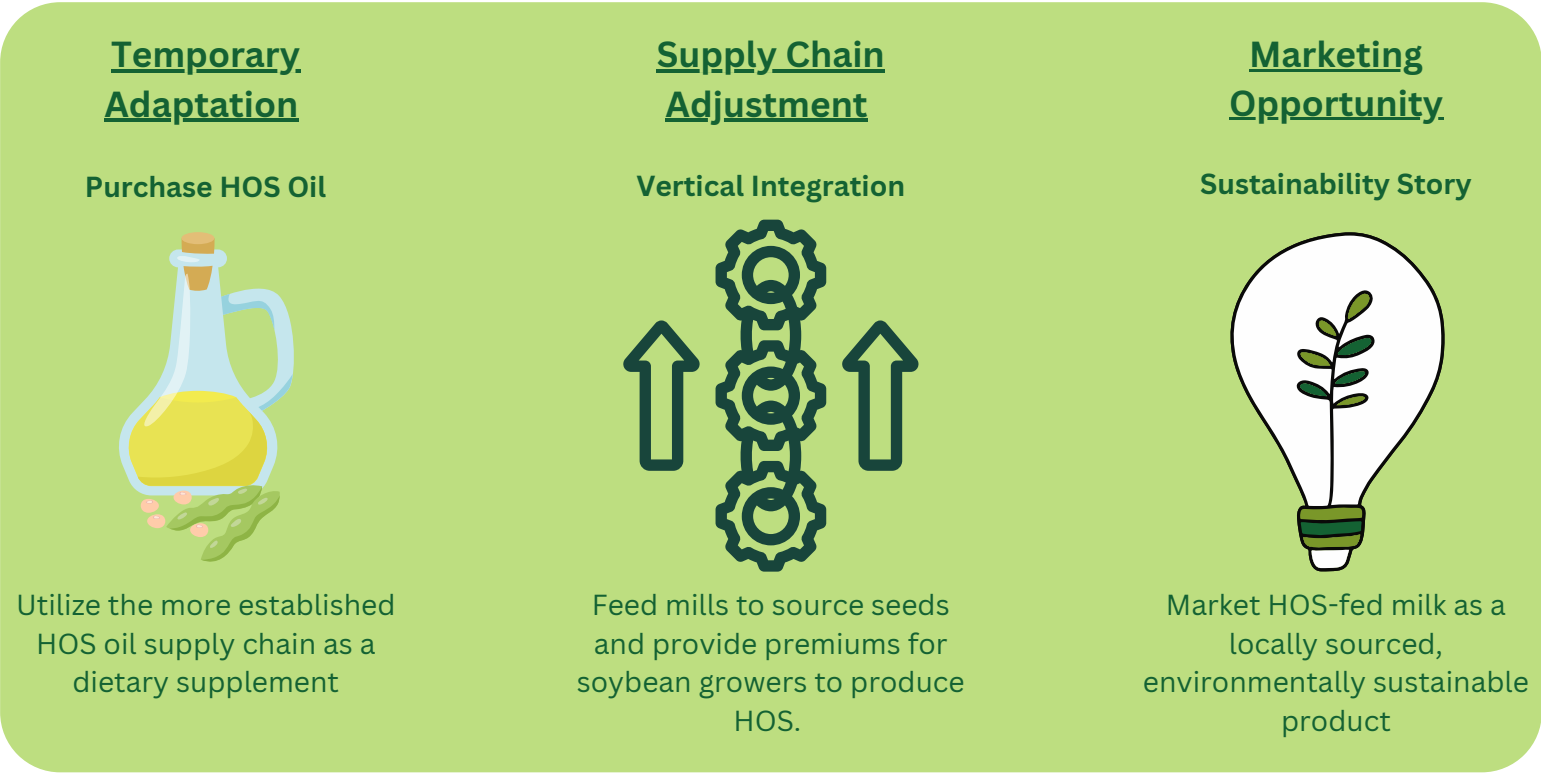 Temporary
Adaptation
Purchase HOS Oil
Utilize the more established
HOS oil supply chain as a
dietary supplement
Supply Chain
Adjustment
Vertical Integration
Feed mills to source seeds
and provide premiums for
soybean growers to produce
HOS.
Marketing
Opportunity
Sustainability Story
Market HOS-fed milk as a
locally sourced,
environmentally sustainable
product